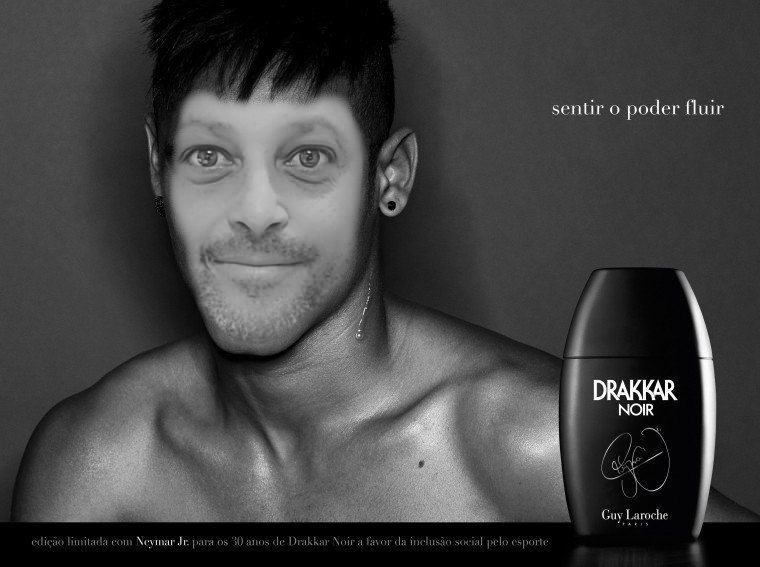 sentir o poder fluir
DRAKKAR
NOIR
Guy Laroche
PARIS
edição limitada com Neymar Jr. para os 30 anos de Drakkar Noir a favor da inclusão social pelo esporte